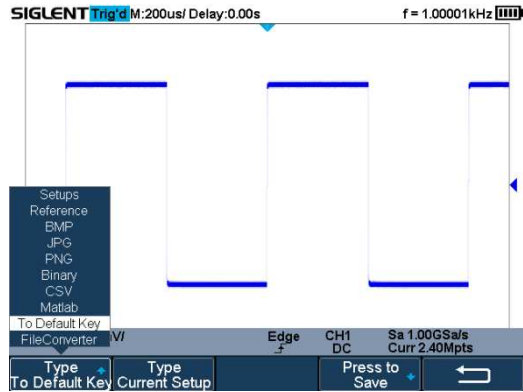 SIGLENT Trig'd M:200us/ Delay:0.00s f = 1.00001kHz
Setups
Reference
BMP
JPG
PNG
Binary
CSV
Matlab
To Default Key
FileConverter
V/ Edge CH1 Sa 1.00GSa/s
DC Curr 2.40Mpts
Type Type Press to
To Default Key Current Setup Save